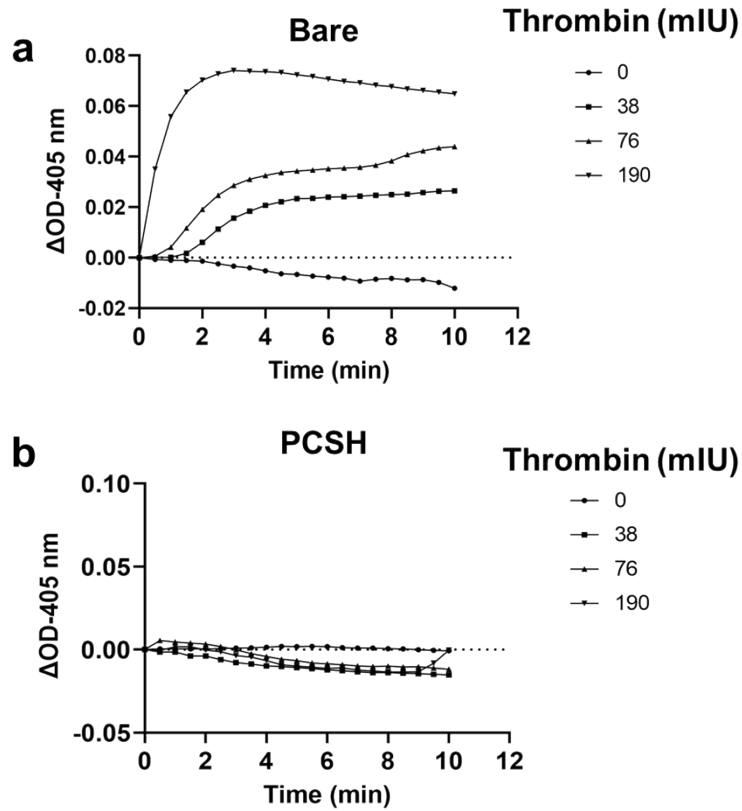 a
Bare
Thrombin (mIU)
0
38
76
190
ΔOD-405 nm
0.08
0.06
0.04
0.02
0.00
-0.02
0 2 4 6 8 10 12
Time (min)
b
PCSH
Thrombin (mIU)
0
38
76
190
ΔOD-405 nm
0.10
0.05
0.00
-0.05
0 2 4 6 8 10 12
Time (min)